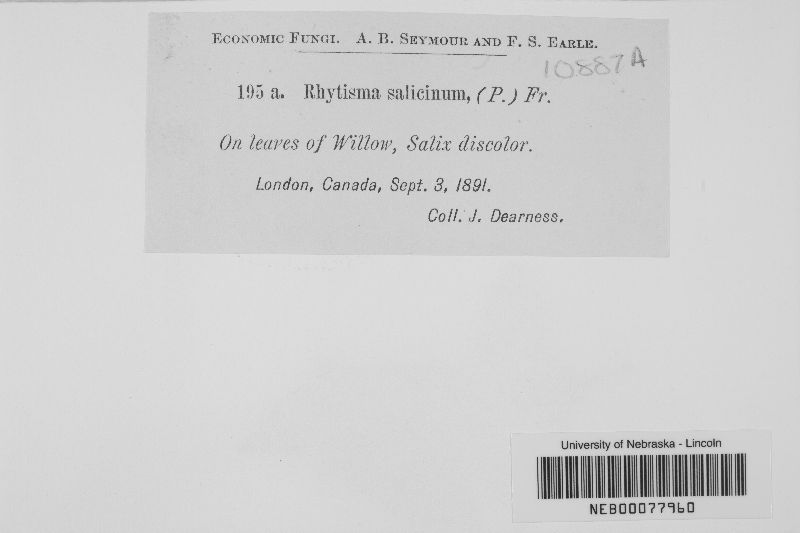 Economic Fungi. A. B. Seymour and F. S. Earle.
10887A
195 a. Rhytisma salicinum, (P.) Fr.
On leaves of Willow, Salix discolor.
London, Canada, Sept. 3, 1891.
Coll. J. Dearness.
University of Nebraska - Lincoln
NEB00077960